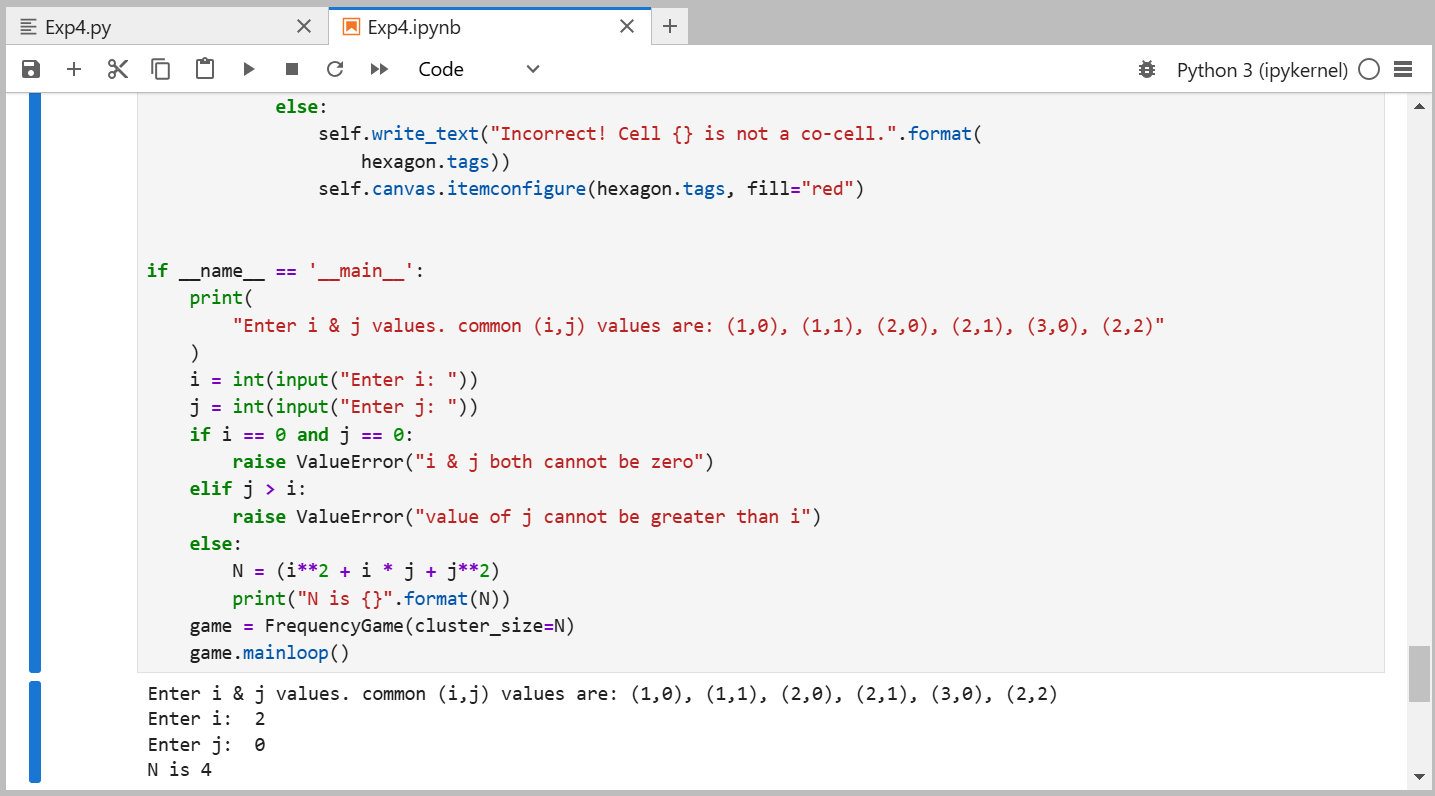 Exp4.py
Exp4.ipynb
Code
Python 3 (ipykernel)
        else:
            self.write_text("Incorrect! Cell {} is not a co-cell.".format(
                hexagon.tags))
            self.canvas.itemconfigure(hexagon.tags, fill="red")
if __name__ == '__main__':
    print(
        "Enter i & j values. common (i,j) values are: (1,0), (1,1), (2,0), (2,1), (3,0), (2,2)"
    )
    i = int(input("Enter i: "))
    j = int(input("Enter j: "))
    if i == 0 and j == 0:
        raise ValueError("i & j both cannot be zero")
    elif j > i:
        raise ValueError("value of j cannot be greater than i")
    else:
        N = (i**2 + i * j + j**2)
        print("N is {}".format(N))
    game = FrequencyGame(cluster_size=N)
    game.mainloop()
Enter i & j values. common (i,j) values are: (1,0), (1,1), (2,0), (2,1), (3,0), (2,2)
Enter i:  2
Enter j:  0
N is 4